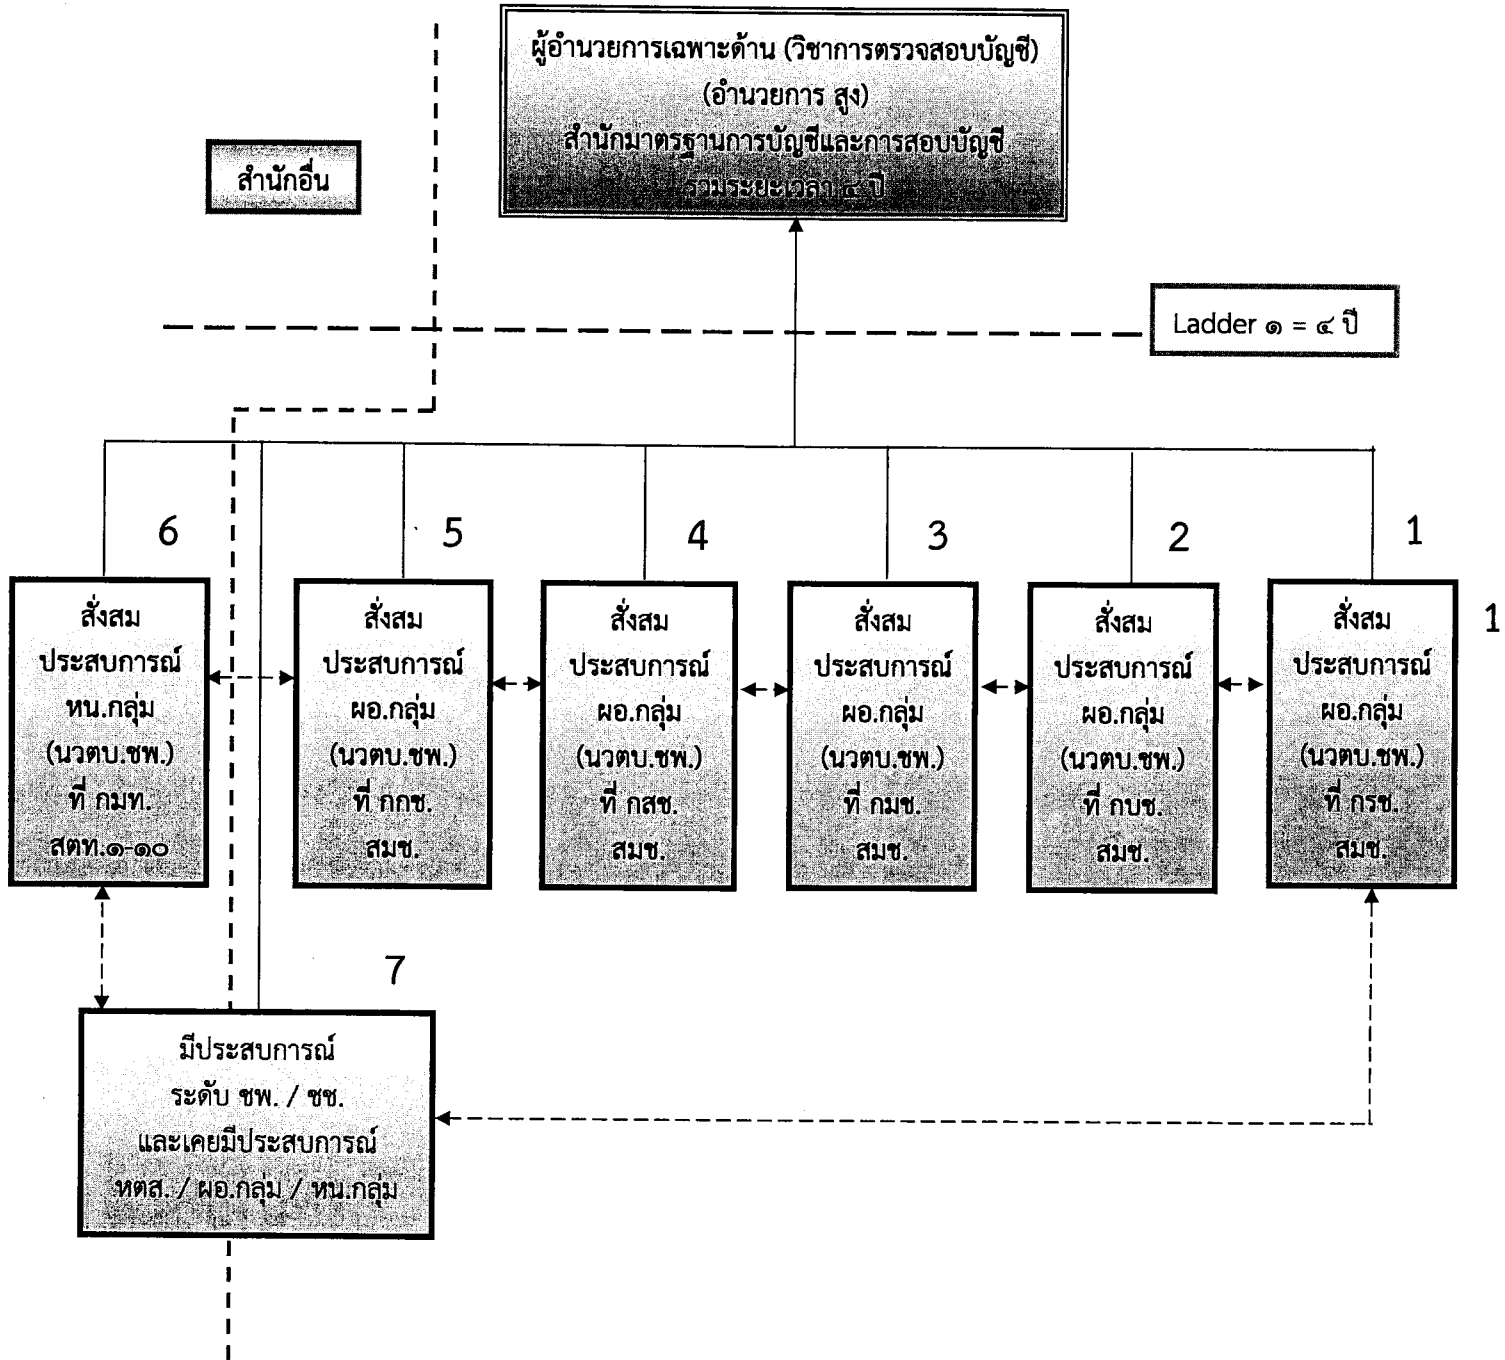 ผู้อำนวยการเฉพาะด้าน (วิชาการตรวจสอบบัญชี)
(อำนวยการ สูง)
สำนักมาตรฐานการบัญชีและการสอบบัญชี
รวมระยะเวลา ๔ ปี
สำนักอื่น
Ladder ๑ = ๔ ปี
6
5
4
3
2
1
สั่งสม
ประสบการณ์
หน.กลุ่ม
(นวตบ.ชพ.)
ที่ กมท.
สตท.๑-๑๐
สั่งสม
ประสบการณ์
ผอ.กลุ่ม
(นวตบ.ชพ.)
ที่ กกช.
สมช.
สั่งสม
ประสบการณ์
ผอ.กลุ่ม
(นวตบ.ชพ.)
ที่ กสช.
สมช.
สั่งสม
ประสบการณ์
ผอ.กลุ่ม
(นวตบ.ชพ.)
ที่ กมช.
สมช.
สั่งสม
ประสบการณ์
ผอ.กลุ่ม
(นวตบ.ชพ.)
ที่ กบช.
สมช.
สั่งสม
ประสบการณ์
ผอ.กลุ่ม
(นวตบ.ชพ.)
ที่ กรช.
สมช.
1
7
มีประสบการณ์
ระดับ ชพ. / ชช.
และเคยมีประสบการณ์
หตส. / ผอ.กลุ่ม / หน.กลุ่ม